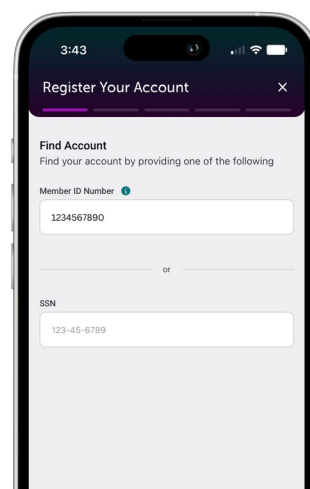 3:43
Register Your Account
Find Account
Find your account by providing one of the following
Member ID Number
1234567890
or
SSN
123-45-6789